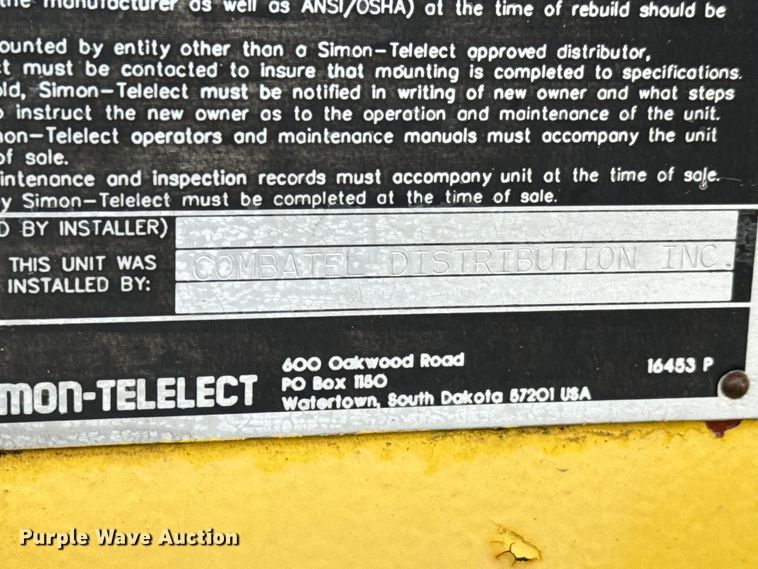 the manufacturer as well as ANSI/OSHA) at the time of rebuild should be
ounted by entity other than a Simon-Telelect approved distributor,
ct must be contacted to insure that mounting is completed to specifications.
old, Simon-Telelect must be notified in writing of new owner and what steps
o instruct the new owner as to the operation and maintenance of the unit.
mon-Telelect operators and maintenance manuals must accompany the unit
of sale.
intenance and inspection records must accompany unit at the time of sale.
y Simon-Telelect must be completed at the time of sale.
D BY INSTALLER)
THIS UNIT WAS
INSTALLED BY:
COMBATEL DISTRIBUTION INC.
600 Oakwood Road
PO Box 1150
Watertown, South Dakota 57201 USA
16453 P
MON-TELELECT
Purple Wave Auction